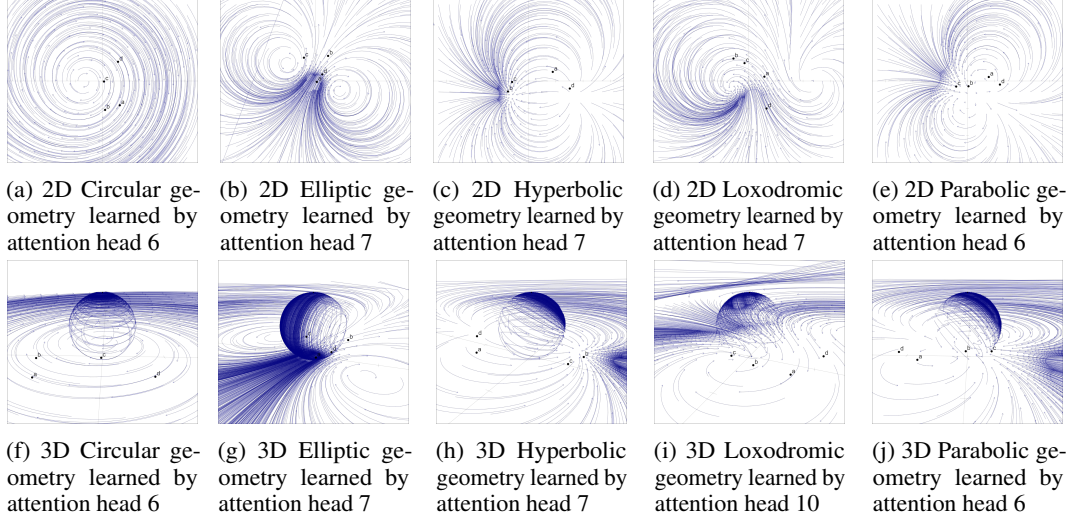 (a) 2D Circular ge-
ometry learned by
attention head 6
(b) 2D Elliptic ge-
ometry learned by
attention head 7
(c) 2D Hyperbolic
geometry learned by
attention head 7
(d) 2D Loxodromic
geometry learned by
attention head 7
(e) 2D Parabolic ge-
ometry learned by
attention head 6
(f) 3D Circular ge-
ometry learned by
attention head 6
(g) 3D Elliptic ge-
ometry learned by
attention head 7
(h) 3D Hyperbolic
geometry learned by
attention head 7
(i) 3D Loxodromic
geometry learned by
attention head 10
(j) 3D Parabolic ge-
ometry learned by
attention head 6